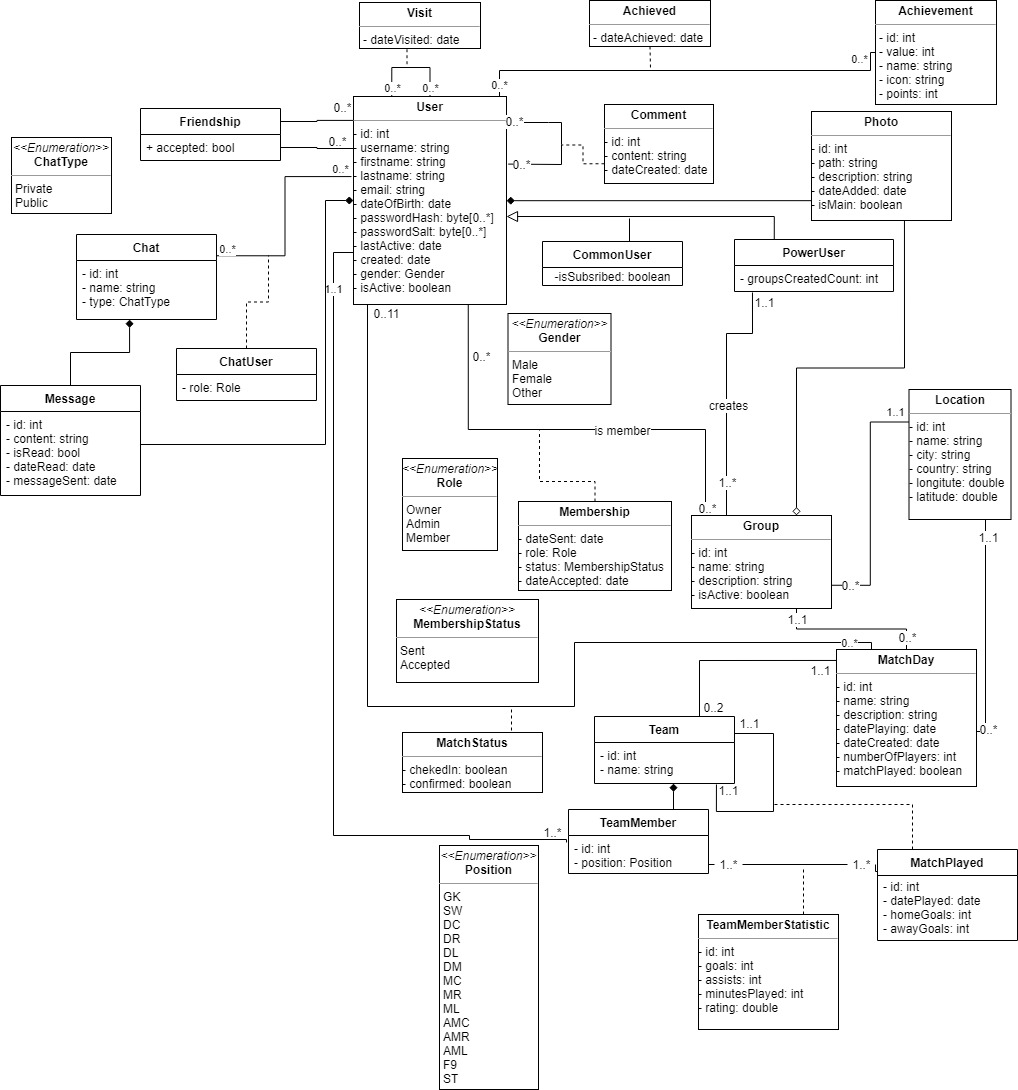 Visit
- dateVisited: date
Achieved
- dateAchieved: date
Achievement
- id: int
- value: int
- name: string
- icon: string
- points: int
0..*
0..*
0..*
0..*
User
- id: int
- username: string
- firstname: string
- lastname: string
- email: string
- dateOfBirth: date
- passwordHash: byte[0..*]
- passwordSalt: byte[0..*]
- lastActive: date
- created: date
- gender: Gender
- isActive: boolean
0..*
0..*
0..*
Friendship
+ accepted: bool
0..*
0..*
Comment
- id: int
- content: string
- dateCreated: date
Photo
- id: int
- path: string
- description: string
- dateAdded: date
- isMain: boolean
<<Enumeration>>
ChatType
Private
Public
Chat
- id: int
- name: string
- type: ChatType
0..*
CommonUser
-isSubsribed: boolean
PowerUser
- groupsCreatedCount: int
1..1
1..1
0..11
0..*
<<Enumeration>>
Gender
Male
Female
Other
ChatUser
- role: Role
Message
- id: int
- content: string
- isRead: bool
- dateRead: date
- messageSent: date
creates
is member
1..*
0..*
1..1
Location
- id: int
- name: string
- city: string
- country: string
- longitute: double
- latitude: double
1..1
<<Enumeration>>
Role
Owner
Admin
Member
Membership
- dateSent: date
- role: Role
- status: MembershipStatus
- dateAccepted: date
Group
- id: int
- name: string
- description: string
- isActive: boolean
0..*
1..1
0..*
<<Enumeration>>
MembershipStatus
Sent
Accepted
0..*
1..1
MatchDay
- id: int
- name: string
- description: string
- datePlaying: date
- dateCreated: date
- numberOfPlayers: int
- matchPlayed: boolean
0..*
0..2
Team
- id: int
- name: string
1..1
1..1
MatchStatus
- chekedIn: boolean
- confirmed: boolean
1..*
TeamMember
- id: int
- position: Position
1..*
1..*
MatchPlayed
- id: int
- datePlayed: date
- homeGoals: int
- awayGoals: int
<<Enumeration>>
Position
GK
SW
DC
DR
DL
DM
MC
MR
ML
AMC
AMR
AML
F9
ST
TeamMemberStatistic
- id: int
- goals: int
- assists: int
- minutesPlayed: int
- rating: double